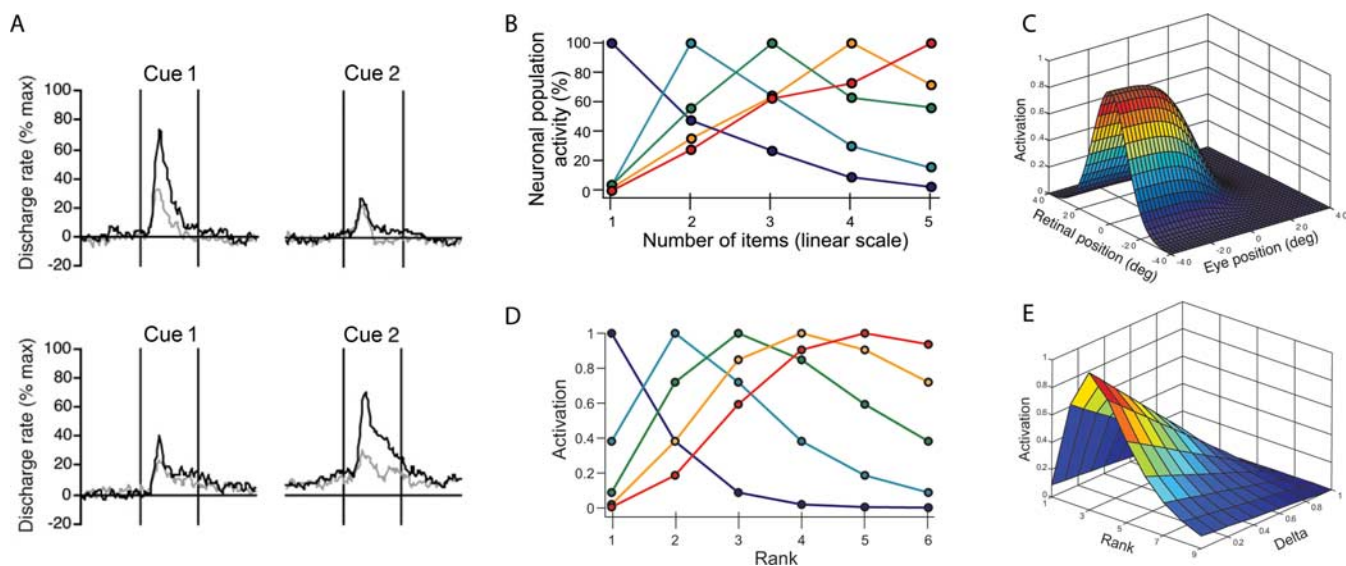 A
Cue 1
Cue 2
Discharge rate (% max)
100
80
60
40
20
0
-20
Cue 1
Cue 2
Discharge rate (% max)
100
80
60
40
20
0
-20
B
Neuronal population
activity (%)
100
80
60
40
20
0
1 2 3 4 5
Number of items (linear scale)
C
Activation
1
0.8
0.6
0.4
0.2
0
40
20
0
-20
-40
Retinal position (deg)
-40
-20
0
20
40
Eye position (deg)
D
Activation
1
0.8
0.6
0.4
0.2
0
1 2 3 4 5 6
Rank
E
Activation
1
0.8
0.6
0.4
0.2
0
1
3
5
7
9
Rank
0.2
0.4
0.6
0.8
1
Delta